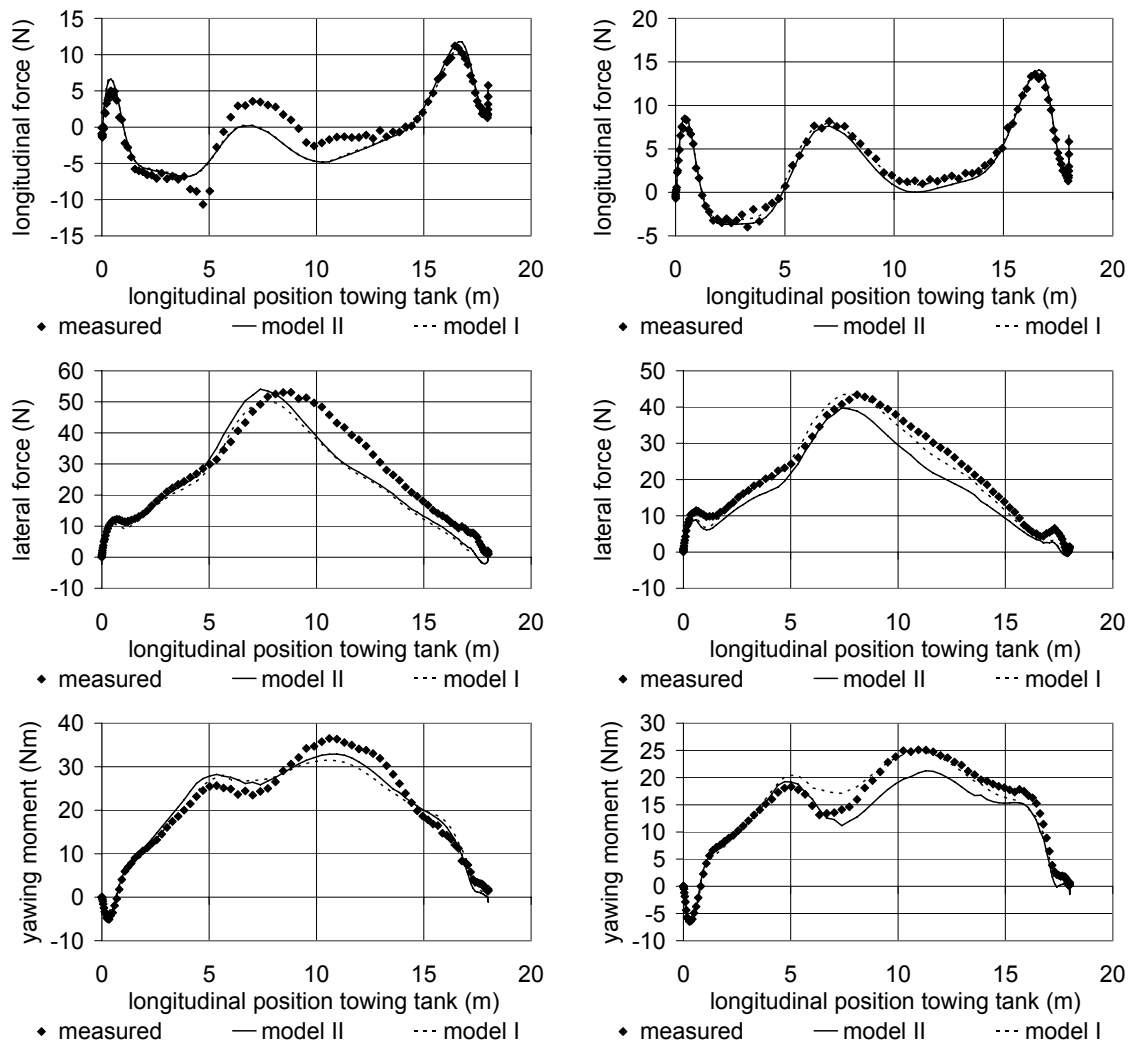 longitudinal force (N)
15
10
5
0
-5
-10
-15
0 5 10 15 20
longitudinal position towing tank (m)
measured model II model I
longitudinal force (N)
20
15
10
5
0
-5
0 5 10 15 20
longitudinal position towing tank (m)
measured model II model I
lateral force (N)
60
50
40
30
20
10
0
-10
0 5 10 15 20
longitudinal position towing tank (m)
measured model II model I
lateral force (N)
50
40
30
20
10
0
-10
0 5 10 15 20
longitudinal position towing tank (m)
measured model II model I
yawing moment (Nm)
40
30
20
10
0
-10
0 5 10 15 20
longitudinal position towing tank (m)
measured model II model I
yawing moment (Nm)
30
25
20
15
10
5
0
-5
-10
0 5 10 15 20
longitudinal position towing tank (m)
measured model II model I